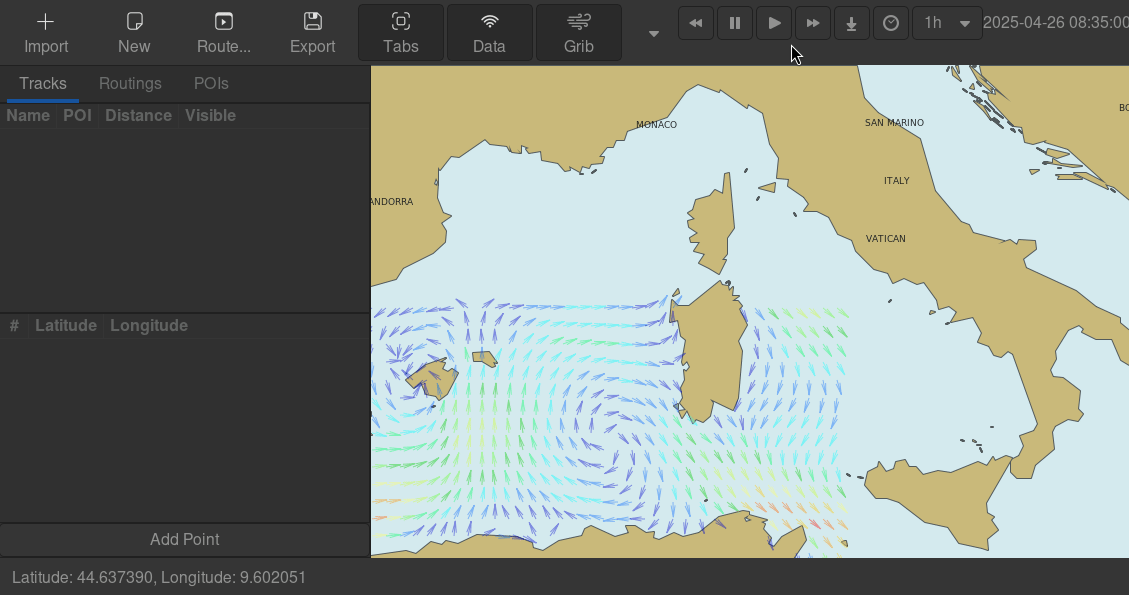 Import New Route... Export Tabs Data Grib 1h 2025-04-26 08:35:00
Tracks Routings POIs
Name POI Distance Visible
MONACO
SAN MARINO
BO
ITALY
ANDORRA
VATICAN
# Latitude Longitude
Add Point
Latitude: 44.637390, Longitude: 9.602051